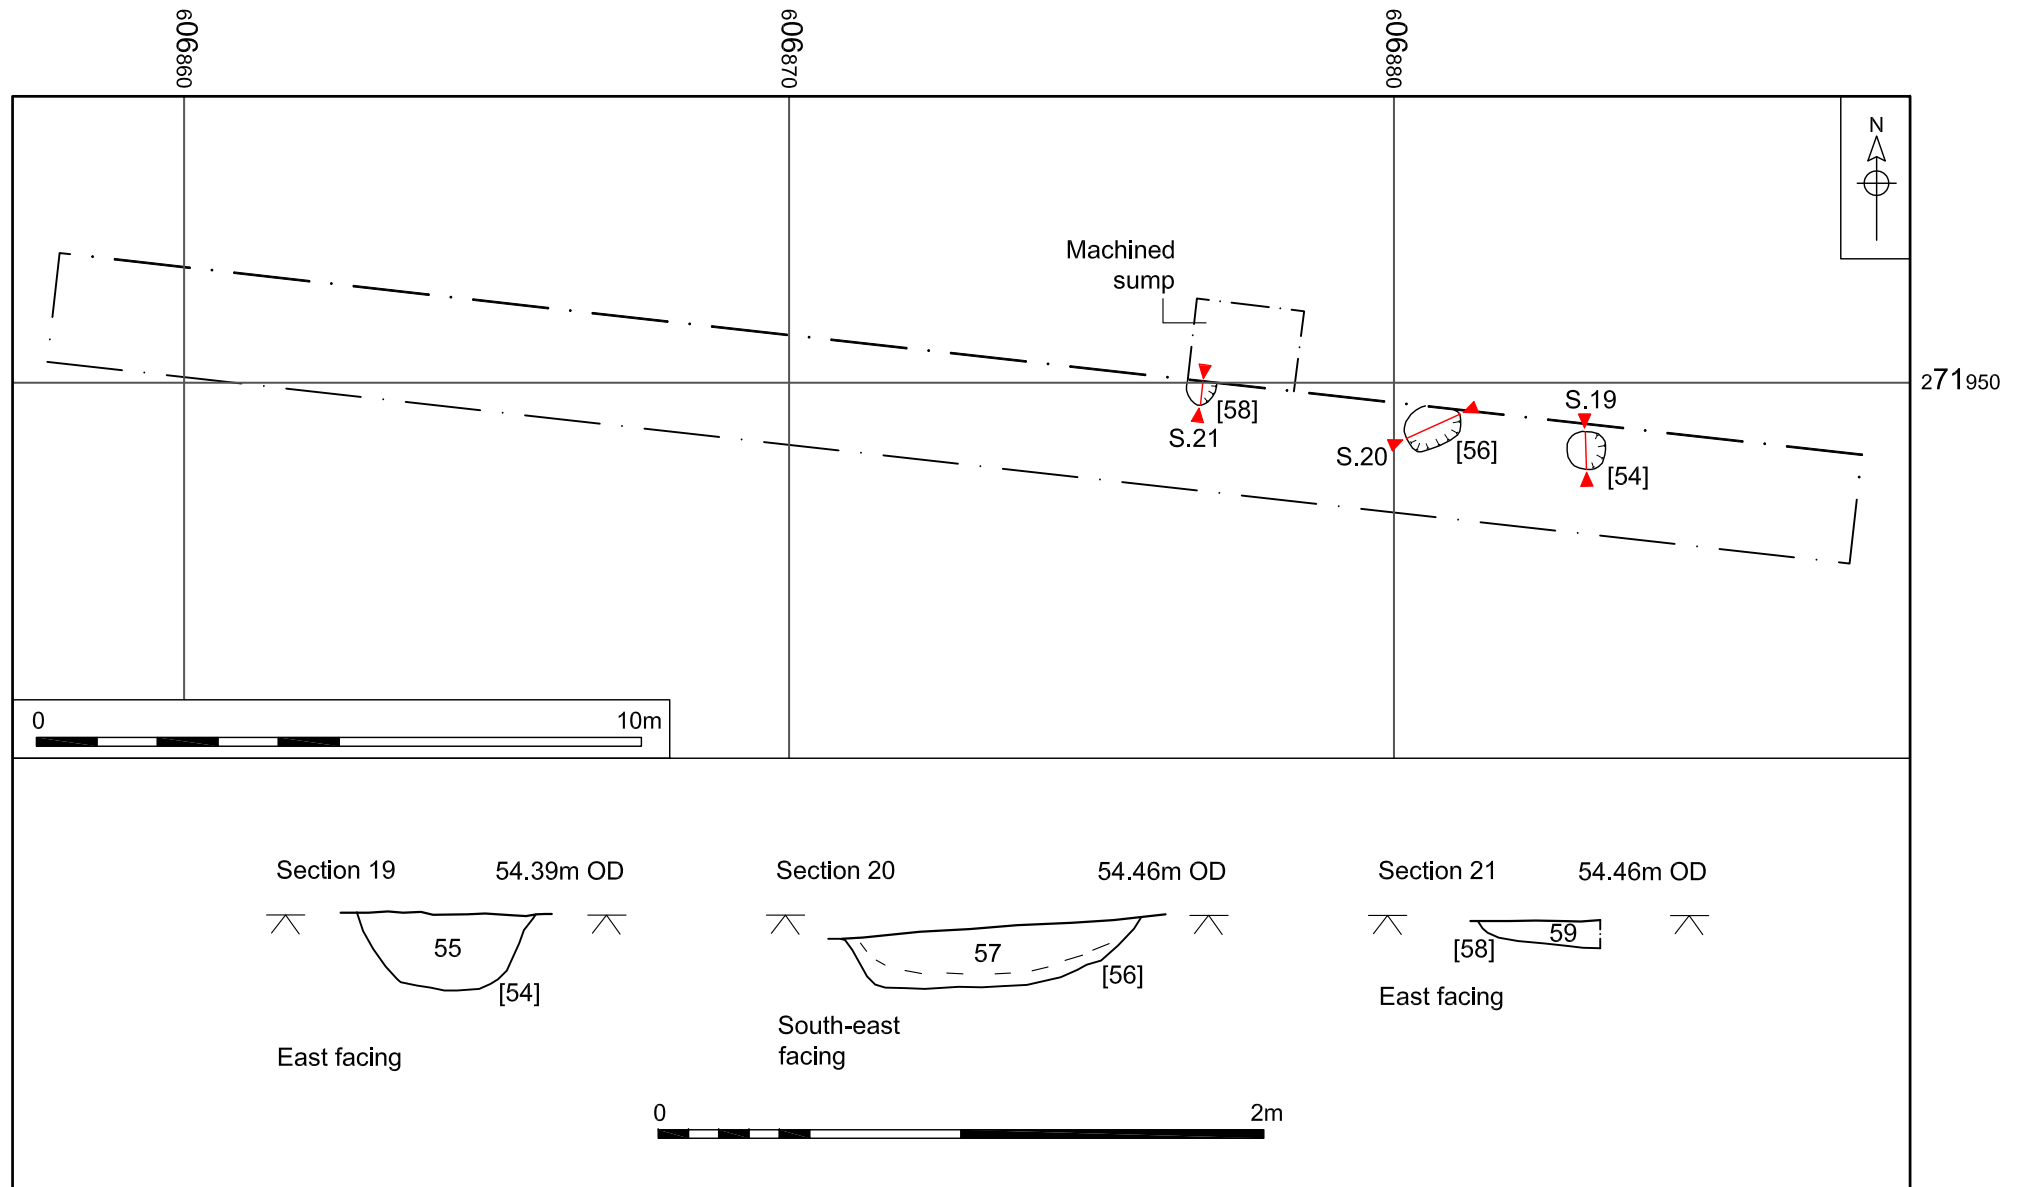 606860
606870
606880
N
Machined
sump
271950
S.19
[58]
S.21
S.20
[56]
[54]
0 10m
Section 19 54.39m OD
Section 20 54.46m OD
Section 21 54.46m OD
55
[54]
East facing
57
[56]
South-east
facing
59
[58]
East facing
0 2m